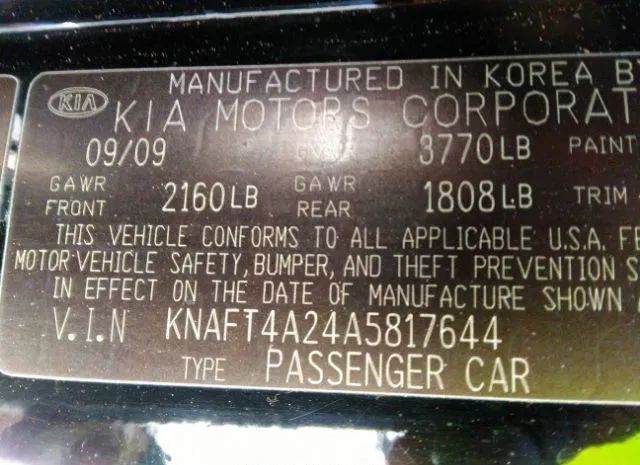 MANUFACTURED IN KOREA BY
KIA KIA MOTORS CORPORAT
09/09 3770LB PAINT
GAWR FRONT 2160LB GAWR REAR 1808LB TRIM
THIS VEHICLE CONFORMS TO ALL APPLICABLE U.S.A. FE
MOTOR VEHICLE SAFETY, BUMPER, AND THEFT PREVENTION S
IN EFFECT ON THE DATE OF MANUFACTURE SHOWN
V.I.N KNAFT4A24A5817644
TYPE PASSENGER CAR